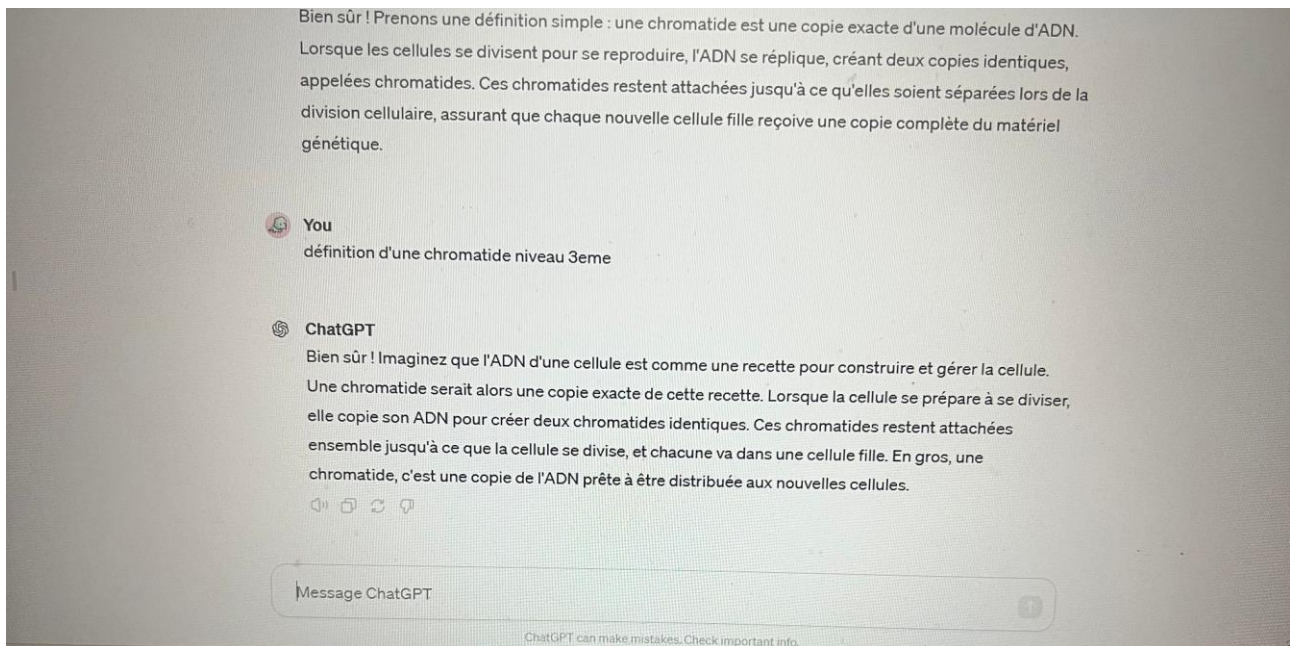 Bien sûr ! Prenons une définition simple : une chromatide est une copie exacte d'une molécule d'ADN.
Lorsque les cellules se divisent pour se reproduire, l'ADN se réplique, créant deux copies identiques,
appelées chromatides. Ces chromatides restent attachées jusqu'à ce qu'elles soient séparées lors de la
division cellulaire, assurant que chaque nouvelle cellule fille reçoive une copie complète du matériel
génétique.
You
définition d'une chromatide niveau 3eme
ChatGPT
Bien sûr ! Imaginez que l'ADN d'une cellule est comme une recette pour construire et gérer la cellule.
Une chromatide serait alors une copie exacte de cette recette. Lorsque la cellule se prépare à se diviser,
elle copie son ADN pour créer deux chromatides identiques. Ces chromatides restent attachées
ensemble jusqu'à ce que la cellule se divise, et chacune va dans une cellule fille. En gros, une
chromatide, c'est une copie de l'ADN prête à être distribuée aux nouvelles cellules.
Message ChatGPT
ChatGPT can make mistakes. Check important info.